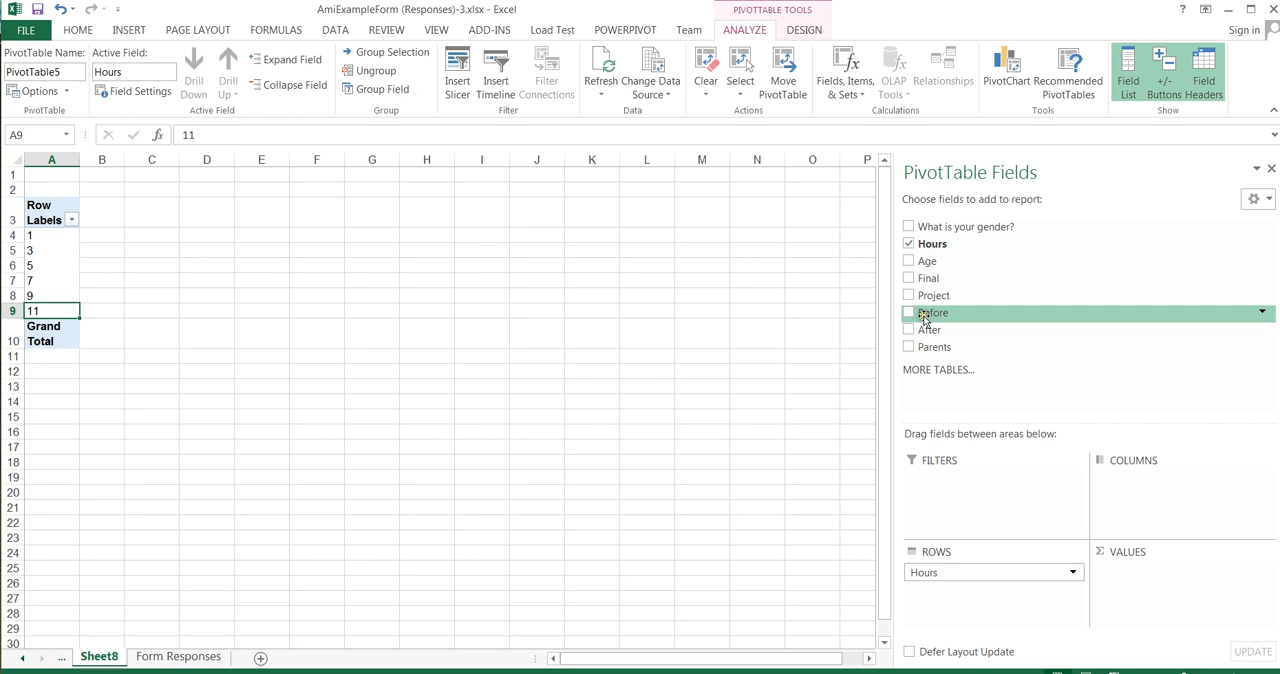 AmiExampleForm (Responses)-3.xlsx - Excel
PIVOTTABLE TOOLS
?
FILE HOME INSERT PAGE LAYOUT FORMULAS DATA REVIEW VIEW ADD-INS Load Test POWERPIVOT Team ANALYZE DESIGN Sign in
PivotTable Name:
PivotTable5
Options
PivotTable
Active Field:
Hours
Field Settings
Drill Down
Drill Up
Expand Field
Collapse Field
Active Field
Group Selection
Ungroup
Group Field
Group
Insert Slicer
Insert Timeline
Filter Connections
Filter
Refresh
Change Data Source
Data
Clear
Select
Move PivotTable
Actions
Fields, Items, & Sets
OLAP Tools
Relationships
Calculations
PivotChart
Recommended PivotTables
Tools
Field List
+/- Buttons
Field Headers
Show
A9 fx 11
A B C D E F G H I J K L M N O P
1
2
3 Row Labels
4 1
5 3
6 5
7 7
8 9
9 11
10 Grand Total
11
12
13
14
15
16
17
18
19
20
21
22
23
24
25
26
27
28
29
30
... Sheet8 Form Responses
PivotTable Fields
Choose fields to add to report:
What is your gender?
Hours
Age
Final
Project
Before
After
Parents
MORE TABLES...
Drag fields between areas below:
FILTERS
COLUMNS
ROWS
Σ VALUES
Hours
Defer Layout Update
UPDATE